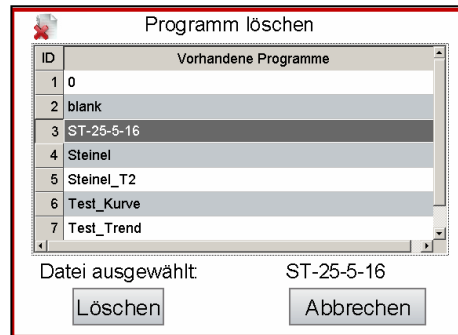 Programm löschen
ID Vorhandene Programme
1 0
2 blank
3 ST-25-5-16
4 Steinel
5 Steinel_T2
6 Test_Kurve
7 Test_Trend
Datei ausgewählt: ST-25-5-16
Löschen Abbrechen